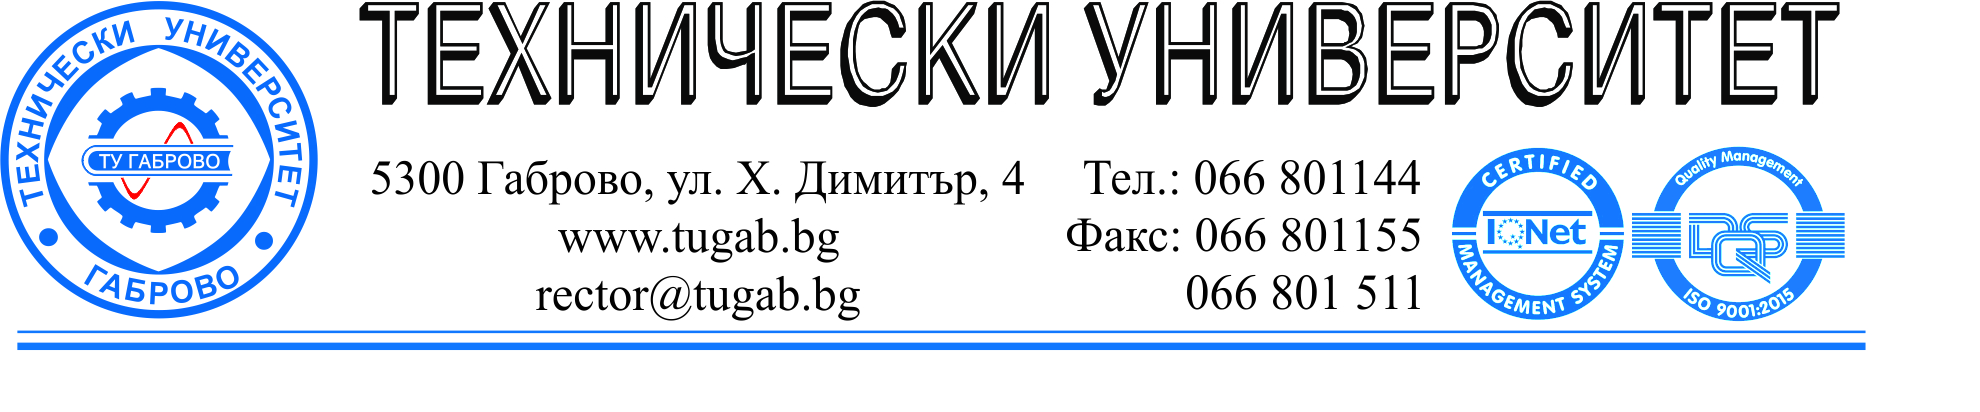 ТЕХНИЧЕСКИ УНИВЕРСИТЕТ
ГАБРОВО
ТУ ГАБРОВО
ТЕХНИЧЕСКИ УНИВЕРСИТЕТ
5300 Габрово, ул. Х. Димитър, 4
www.tugab.bg
rector@tugab.bg
Тел.: 066 801144
Факс: 066 801155
066 801 511
CERTIFIED
IQNet
MANAGEMENT SYSTEM
Quality Management
DQS
ISO 9001:2015